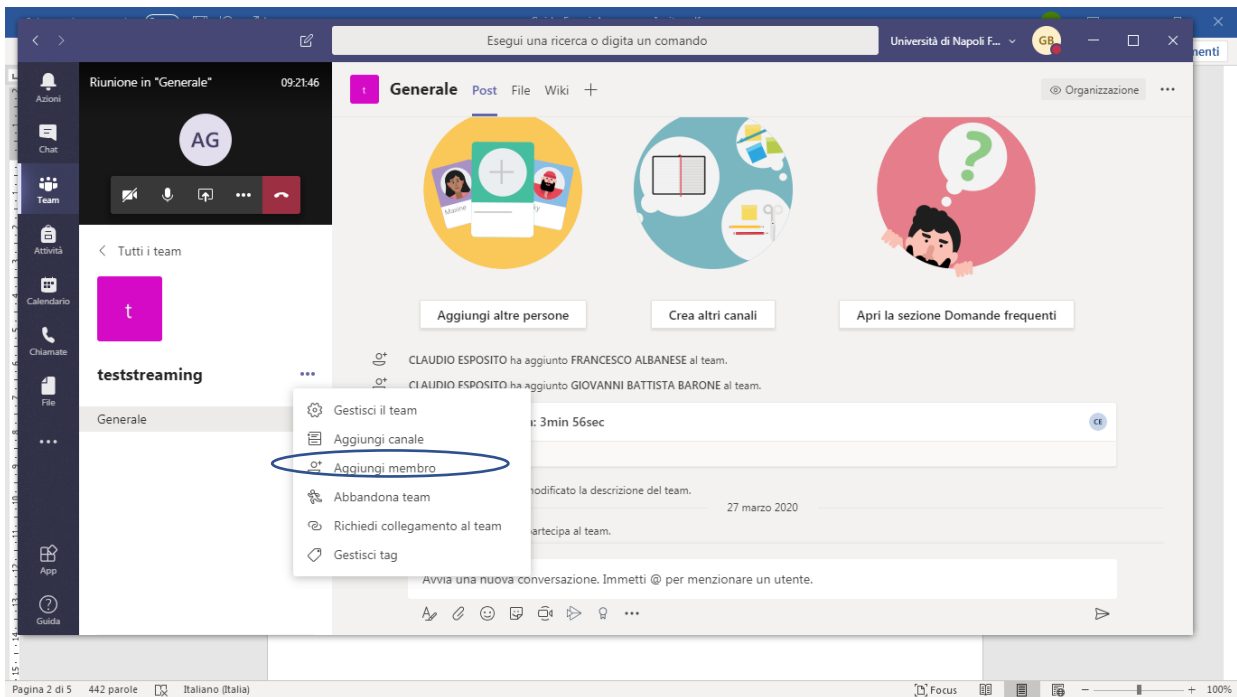 Esegui una ricerca o digita un comando
Università di Napoli F...
GB
menti
Azioni
Chat
Team
Attività
Calendario
Chiamate
File
App
Guida
Riunione in "Generale" 09:21:46
AG
Tutti i team
t
teststreaming
Generale
t Generale Post File Wiki +
Organizzazione
Maxine
Aggiungi altre persone
Crea altri canali
Apri la sezione Domande frequenti
CLAUDIO ESPOSITO ha aggiunto FRANCESCO ALBANESE al team.
CLAUDIO ESPOSITO ha aggiunto GIOVANNI BATTISTA BARONE al team.
: 3min 56sec
CE
modificato la descrizione del team.
27 marzo 2020
partecipa al team.
Gestisci il team
Aggiungi canale
Aggiungi membro
Abbandona team
Richiedi collegamento al team
Gestisci tag
Avvia una nuova conversazione. Immetti @ per menzionare un utente.
Pagina 2 di 5 442 parole Italiano (Italia)
Focus
100%